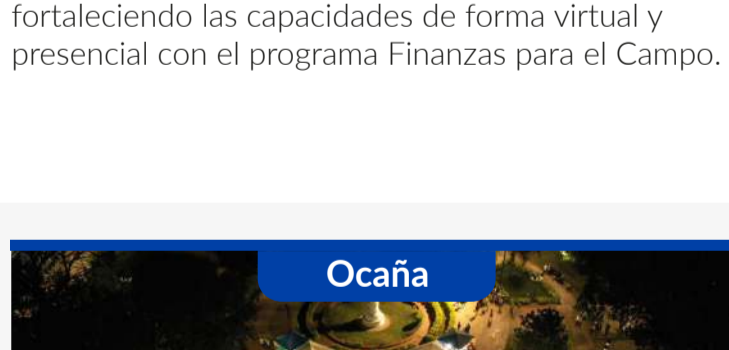 fortaleciendo las capacidades de forma virtual y
presencial con el programa Finanzas para el Campo.
Ocaña